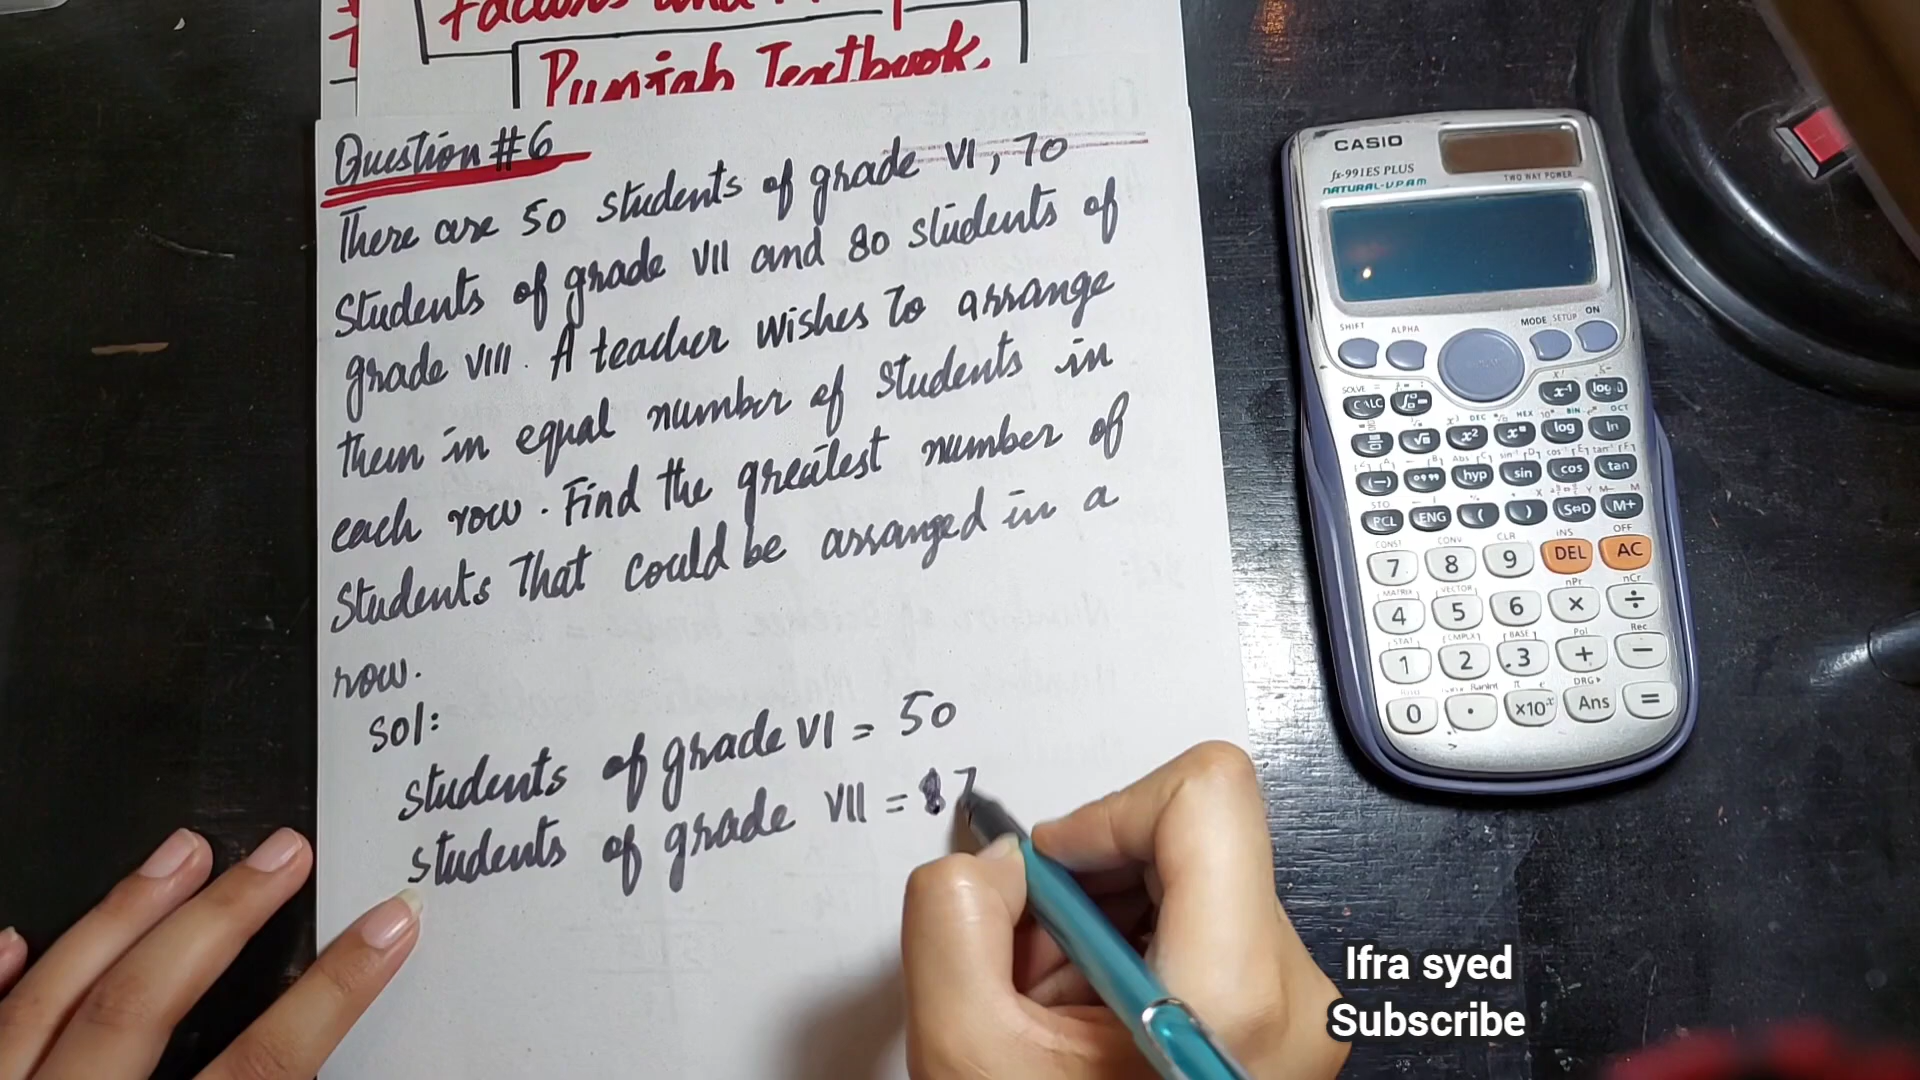 Factors and
Punjab Textbook.
Question #6
There are 50 students of grade VI, 70
students of grade VII and 80 students of
grade VIII. A teacher wishes to arrange
them in equal number of students in
each row. Find the greatest number of
students that could be arranged in a
row.
Sol:
students of grade VI = 50
students of grade VII = 7
CASIO
fx-991ES PLUS
NATURAL-V.P.A.M.
TWO WAY POWER
SHIFT ALPHA MODE SETUP ON
CALC
log ln
(-) hyp sin cos tan
RCL ENG ( ) S⇔D M+
7 8 9 DEL AC
4 5 6 × ÷
1 2 3 + −
0 . ×10ˣ Ans =
Ifra syed
Subscribe